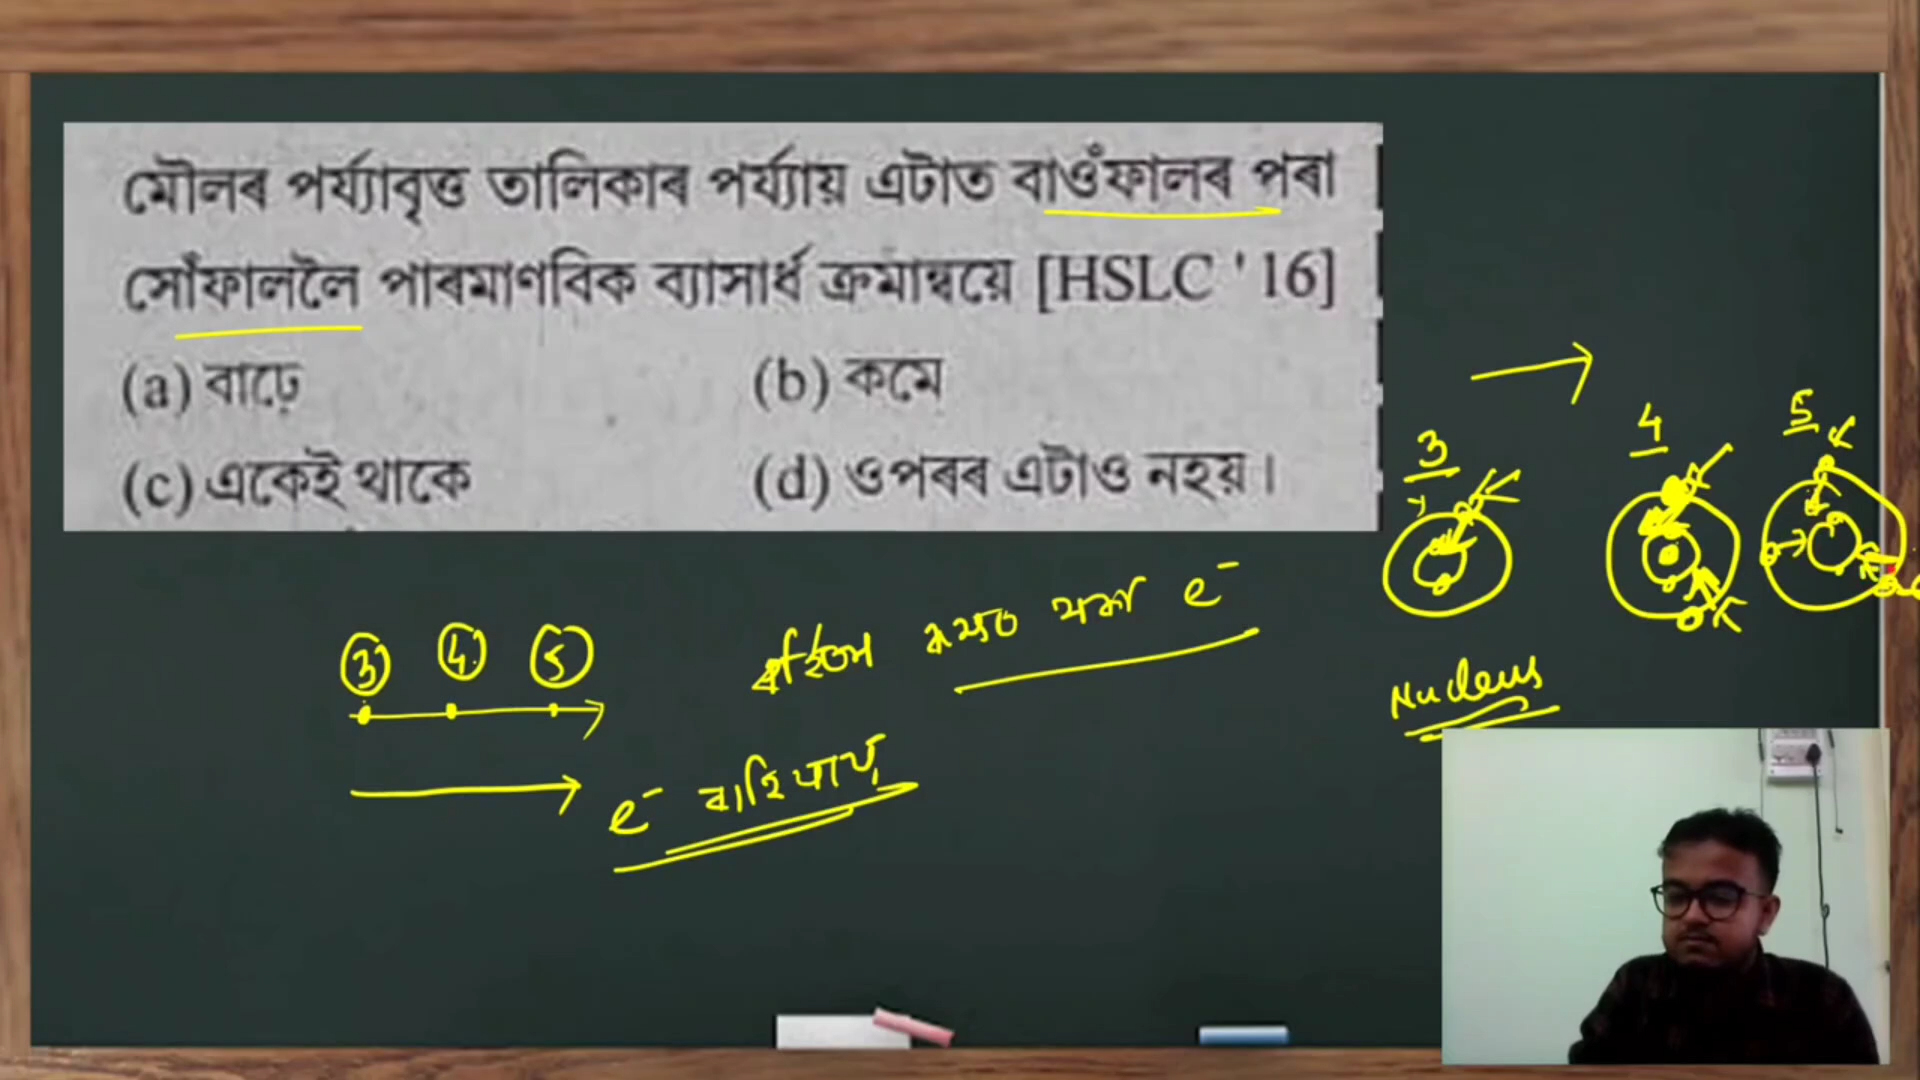 মৌলৰ পৰ্য্যাবৃত্ত তালিকাৰ পৰ্য্যায় এটাত বাওঁফালৰ পৰা
সোঁফাললৈ পাৰমাণবিক ব্যাসাৰ্ধ ক্ৰমান্বয়ে [HSLC '16]
(a) বাঢ়ে (b) কমে
(c) একেই থাকে (d) ওপৰৰ এটাও নহয়।
3 4 5
3 4 5
e⁻
Nucleus
e⁻ বাঢ়ি যায়